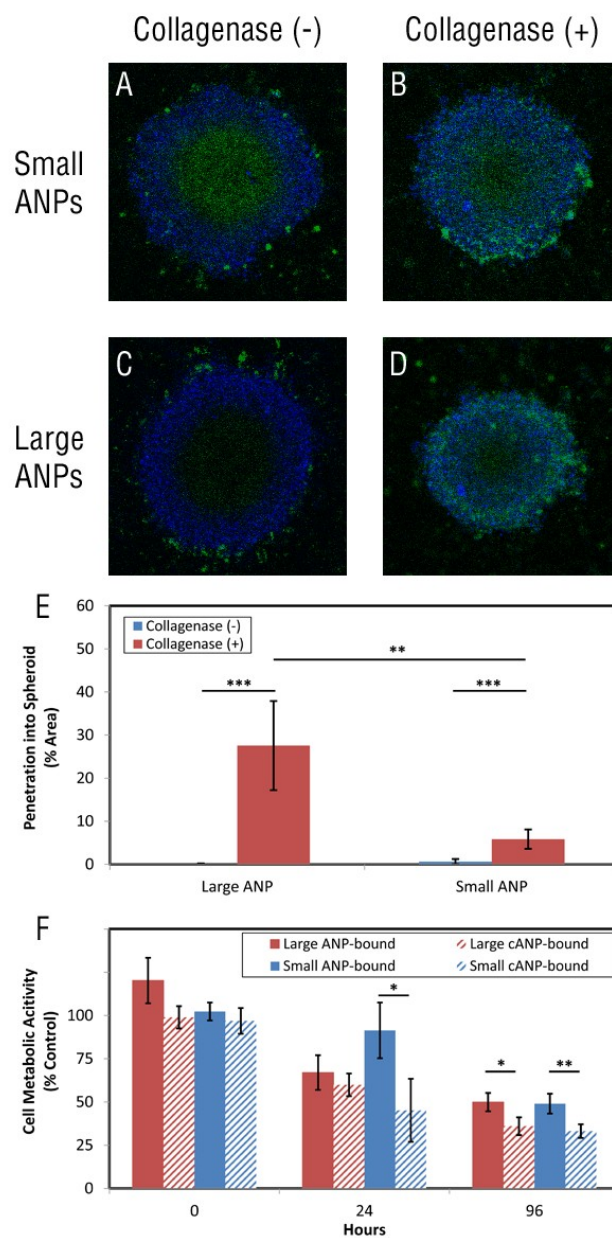 Collagenase (-)
Collagenase (+)
A
B
Small
ANPs
C
D
Large
ANPs
E
60
50
40
30
20
10
0
Penetration into Spheroid
(% Area)
Collagenase (-)
Collagenase (+)
**
***
***
Large ANP
Small ANP
F
100
75
50
25
0
Cell Metabolic Acitivity
(% Control)
Large ANP-bound
Large cANP-bound
Small ANP-bound
Small cANP-bound
*
*
**
0
24
96
Hours